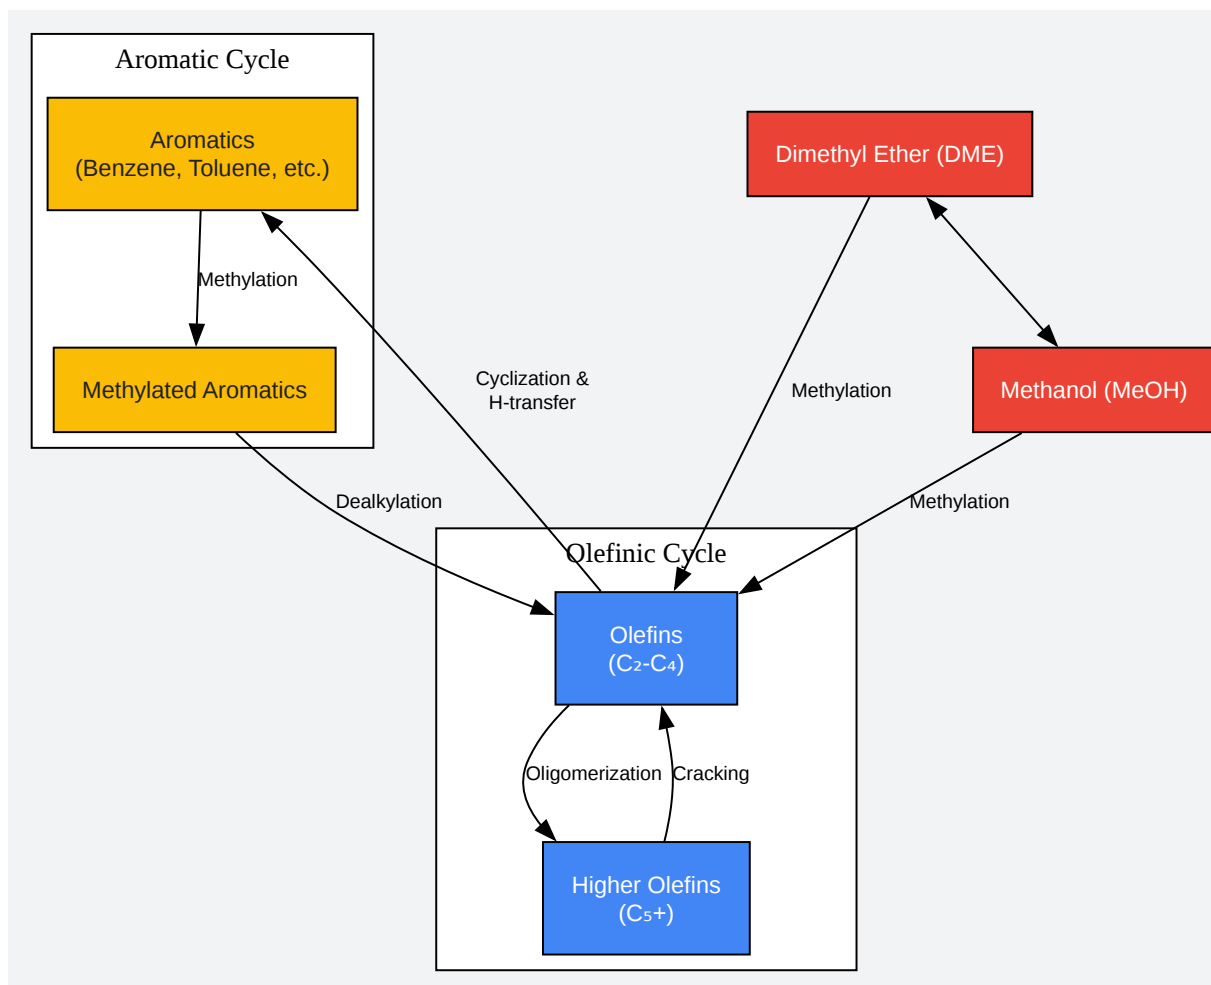 Aromatic Cycle
Aromatics
(Benzene, Toluene, etc.)
Dimethyl Ether (DME)
Methylation
Methylated Aromatics
Cyclization &
H-transfer
Methylation
Methanol (MeOH)
Dealkylation
Methylation
Olefinic Cycle
Olefins
(C₂-C₄)
Oligomerization
Cracking
Higher Olefins
(C₅+)